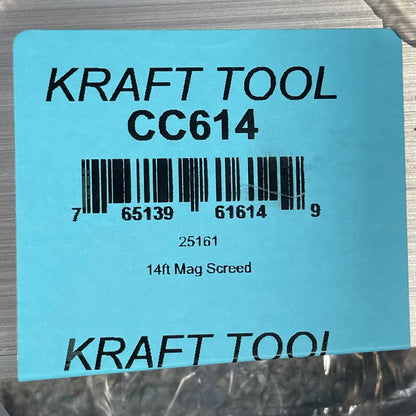 KRAFT TOOL
CC614
7 65139 61614 9
25161
14ft Mag Screed
KRAFT TOOL